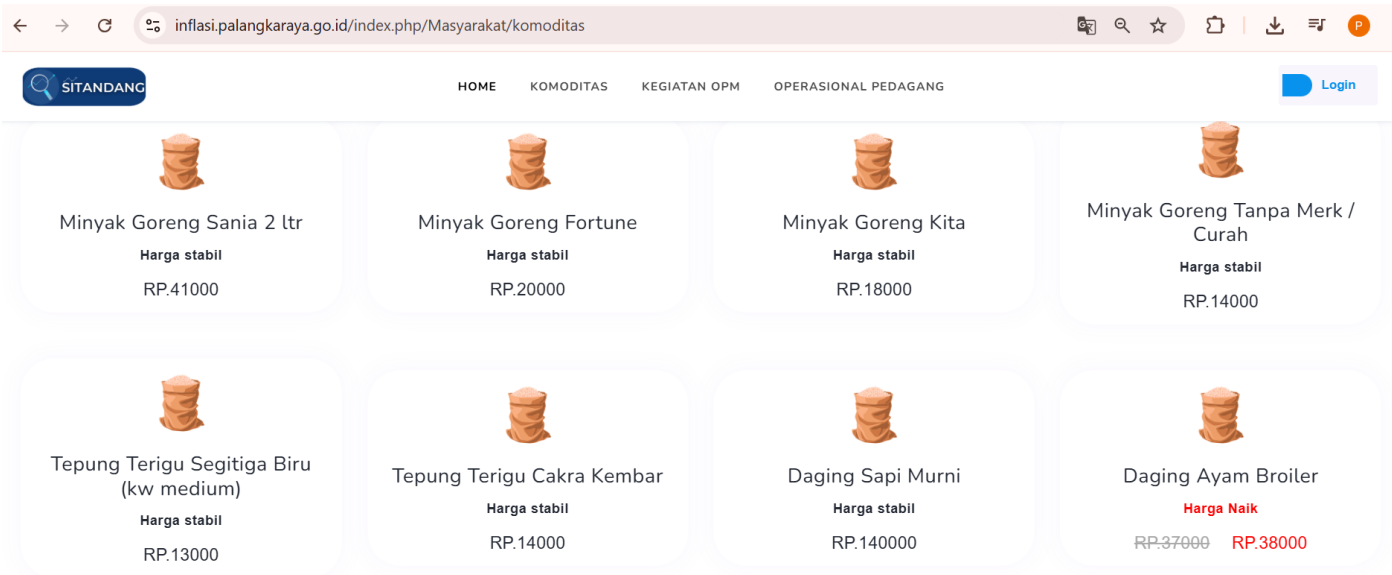 inflasi.palangkaraya.go.id/index.php/Masyarakat/komoditas
P
SITANDANG
HOME
KOMODITAS
KEGIATAN OPM
OPERASIONAL PEDAGANG
Login
Minyak Goreng Sania 2 ltr
Harga stabil
RP.41000
Minyak Goreng Fortune
Harga stabil
RP.20000
Minyak Goreng Kita
Harga stabil
RP.18000
Minyak Goreng Tanpa Merk /
Curah
Harga stabil
RP.14000
Tepung Terigu Segitiga Biru
(kw medium)
Harga stabil
RP.13000
Tepung Terigu Cakra Kembar
Harga stabil
RP.14000
Daging Sapi Murni
Harga stabil
RP.140000
Daging Ayam Broiler
Harga Naik
RP.37000 RP.38000